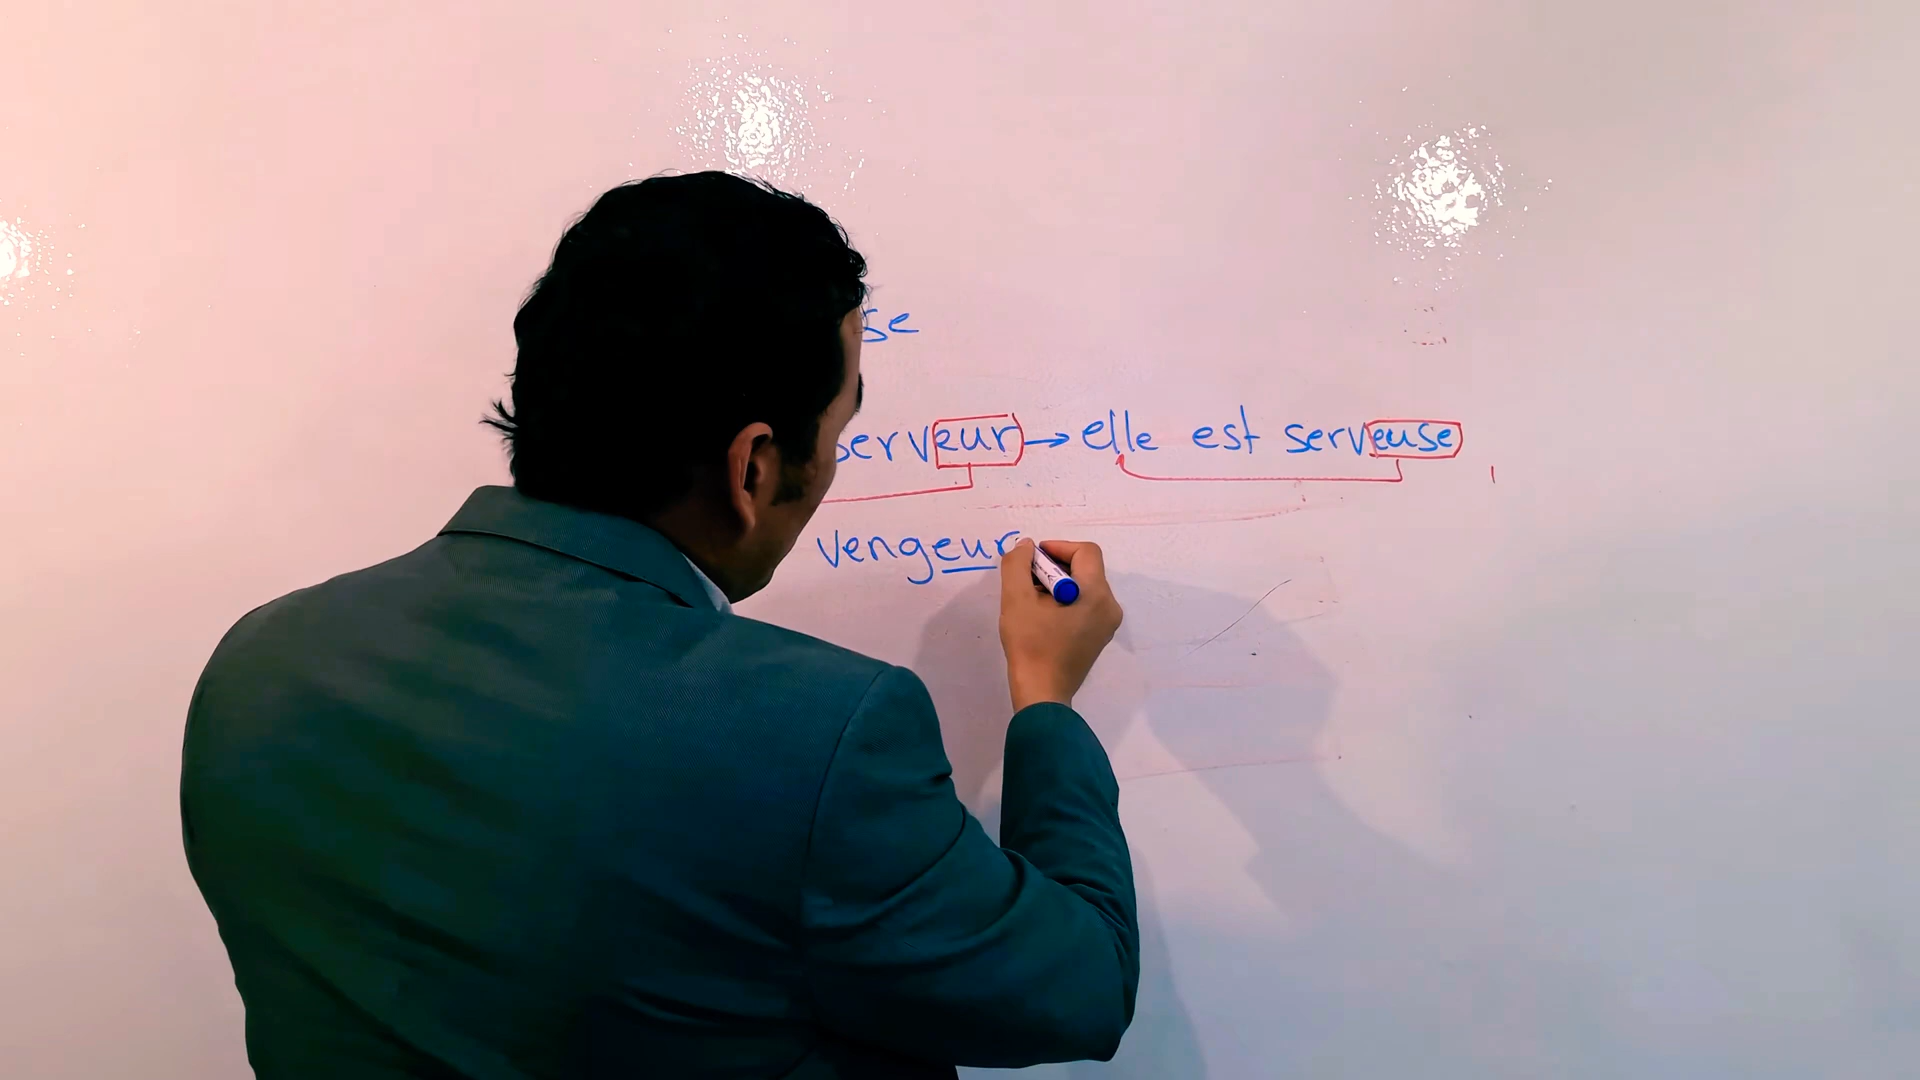 se
serveur → elle est serveuse
vengeur